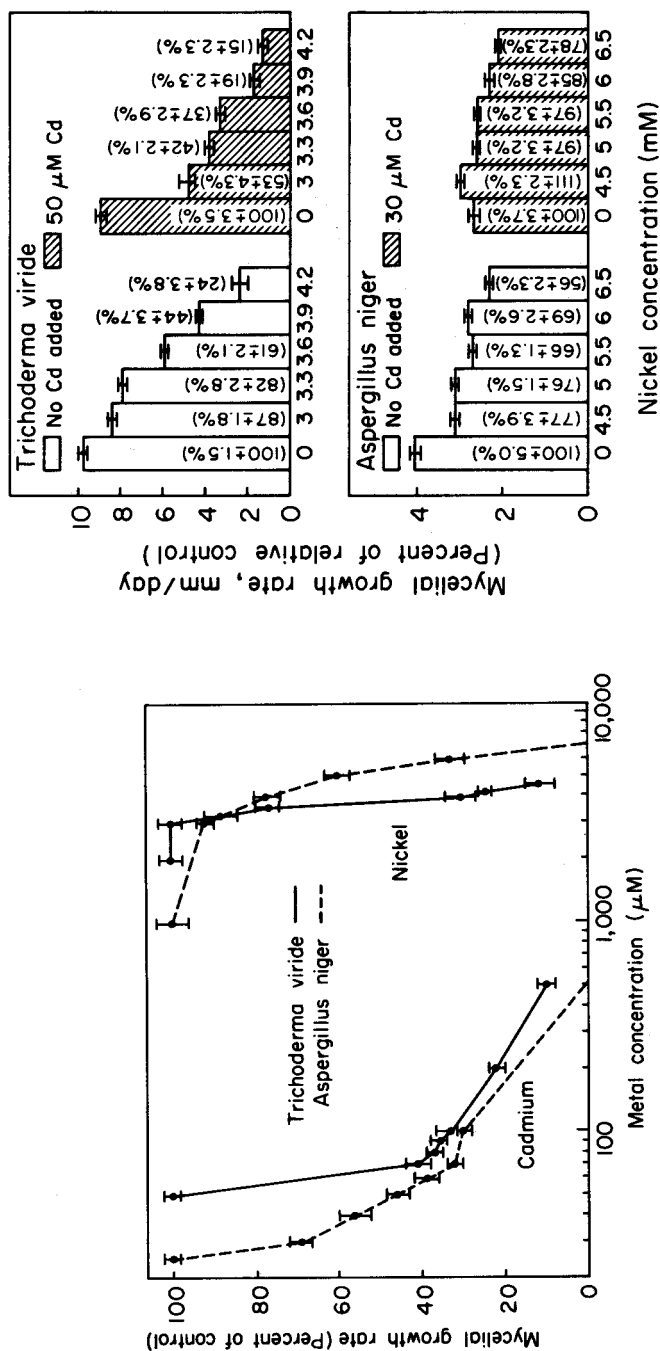 Mycelial growth rate (Percent of control)
100
80
60
40
20
0
Trichoderma viride
Aspergillus niger
Nickel
Cadmium
100
1,000
10,000
Metal concentration (μM)
Mycelial growth rate, mm/day
(Percent of relative control)
Trichoderma viride
No Cd added
50 μM Cd
10
8
6
4
2
0
(100±1.5%)
(87±1.8%)
(82±2.8%)
(61±2.1%)
(44±3.7%)
(24±3.8%)
(100±3.5%)
(53±4.3%)
(42±2.1%)
(37±2.9%)
(19±2.3%)
(15±2.3%)
0 3 3.3 3.6 3.9 4.2 0 3 3.3 3.6 3.9 4.2
Aspergillus niger
No Cd added
30 μM Cd
4
2
0
(100±5.0%)
(77±3.9%)
(76±1.5%)
(66±1.3%)
(69±2.6%)
(56±2.3%)
(100±3.7%)
(111±2.3%)
(97±3.2%)
(97±3.2%)
(85±2.8%)
(78±2.3%)
0 4.5 5 5.5 6 6.5 0 4.5 5 5.5 6 6.5
Nickel concentration (mM)